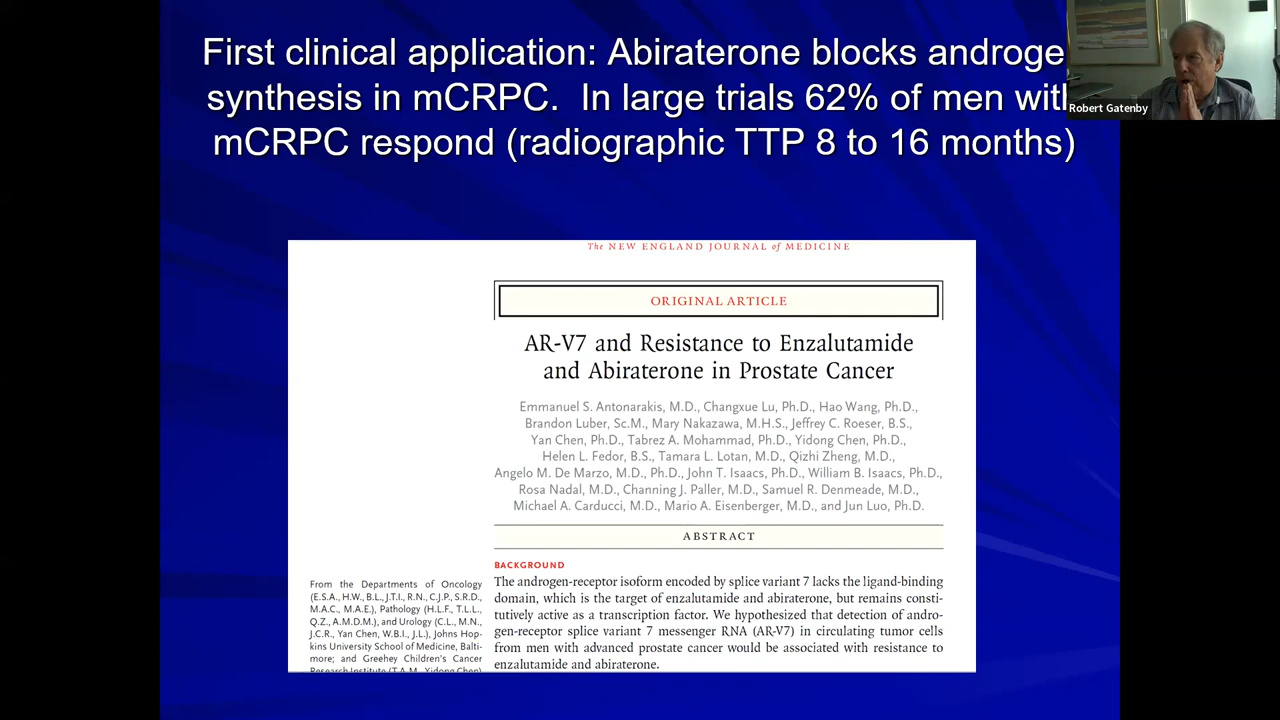 First clinical application: Abiraterone blocks androge
synthesis in mCRPC. In large trials 62% of men with
mCRPC respond (radiographic TTP 8 to 16 months)
Robert Gatenby
The NEW ENGLAND JOURNAL of MEDICINE
ORIGINAL ARTICLE
AR-V7 and Resistance to Enzalutamide
and Abiraterone in Prostate Cancer
Emmanuel S. Antonarakis, M.D., Changxue Lu, Ph.D., Hao Wang, Ph.D.,
Brandon Luber, Sc.M., Mary Nakazawa, M.H.S., Jeffrey C. Roeser, B.S.,
Yan Chen, Ph.D., Tabrez A. Mohammad, Ph.D., Yidong Chen, Ph.D.,
Helen L. Fedor, B.S., Tamara L. Lotan, M.D., Qizhi Zheng, M.D.,
Angelo M. De Marzo, M.D., Ph.D., John T. Isaacs, Ph.D., William B. Isaacs, Ph.D.,
Rosa Nadal, M.D., Channing J. Paller, M.D., Samuel R. Denmeade, M.D.,
Michael A. Carducci, M.D., Mario A. Eisenberger, M.D., and Jun Luo, Ph.D.
ABSTRACT
BACKGROUND
The androgen-receptor isoform encoded by splice variant 7 lacks the ligand-binding
domain, which is the target of enzalutamide and abiraterone, but remains consti-
tutively active as a transcription factor. We hypothesized that detection of andro-
gen-receptor splice variant 7 messenger RNA (AR-V7) in circulating tumor cells
from men with advanced prostate cancer would be associated with resistance to
enzalutamide and abiraterone.
From the Departments of Oncology
(E.S.A., H.W., B.L., J.T.I., R.N., C.J.P., S.R.D.,
M.A.C., M.A.E.), Pathology (H.L.F., T.L.L.,
Q.Z., A.M.D.M.), and Urology (C.L., M.N.,
J.C.R., Yan Chen, W.B.I., J.L.), Johns Hop-
kins University School of Medicine, Balti-
more; and Greehey Children's Cancer
Research Institute (T.A.M., Yidong Chen)